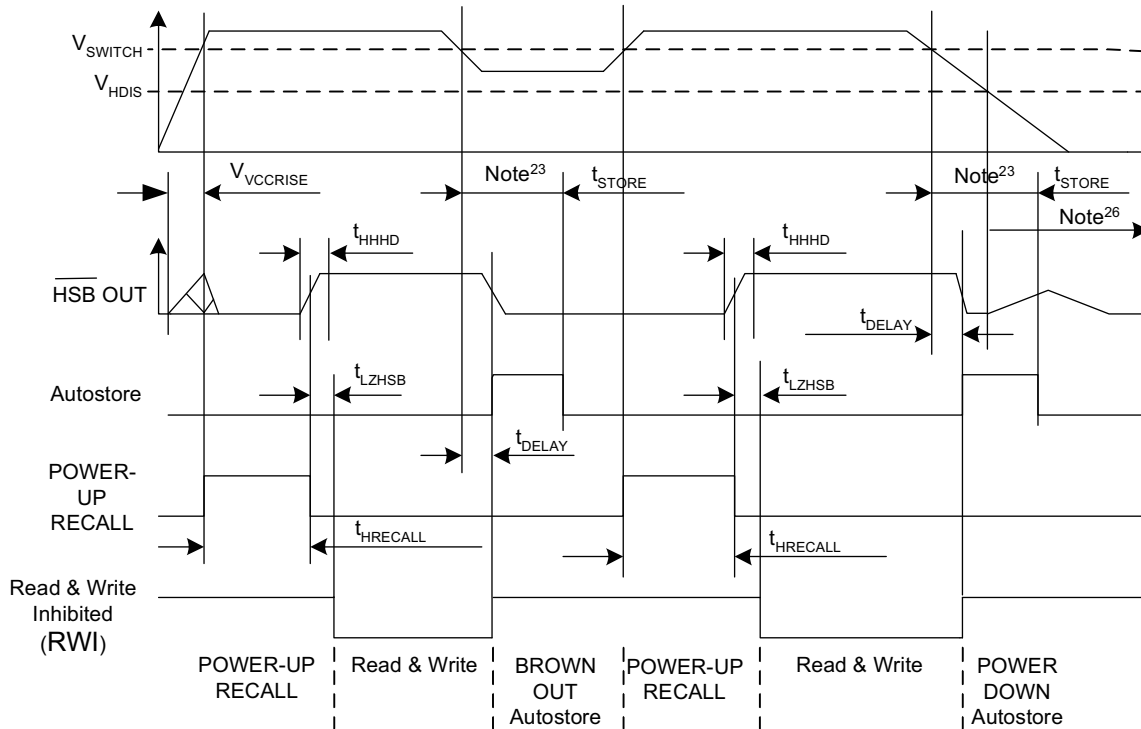 VSWITCH
VHDIS
VVCCRISE
Note23
tSTORE
Note23
tSTORE
Note26
tHHHD
tHHHD
HSB OUT
tDELAY
tLZHSB
tLZHSB
Autostore
tDELAY
POWER-
UP
RECALL
tHRECALL
tHRECALL
Read & Write
Inhibited
(RWI)
POWER-UP
RECALL
Read & Write
BROWN
OUT
Autostore
POWER-UP
RECALL
Read & Write
POWER
DOWN
Autostore